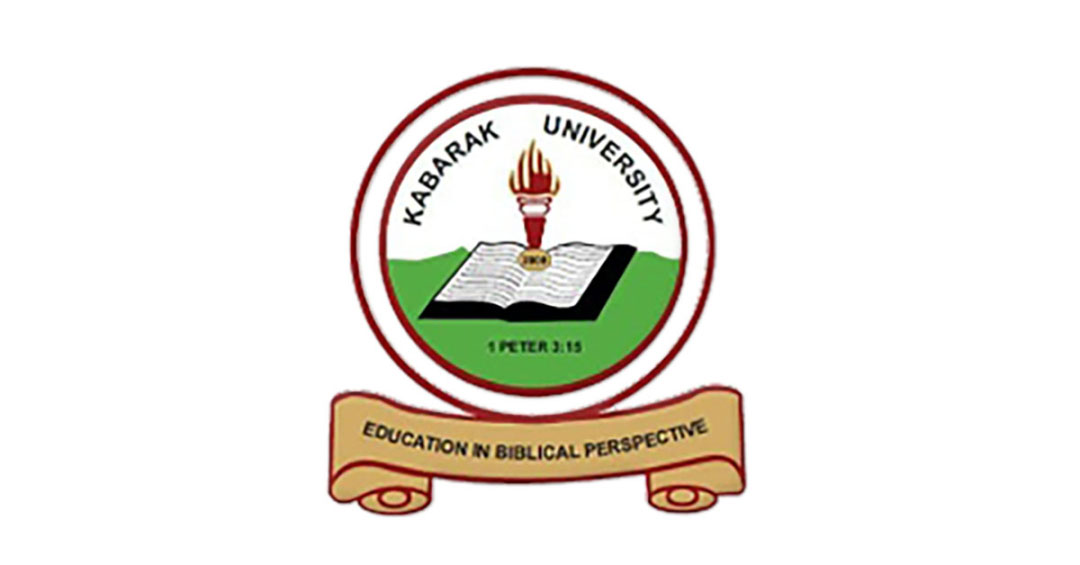 KABARAK UNIVERSITY
1 PETER 3:15
EDUCATION IN BIBLICAL PERSPECTIVE